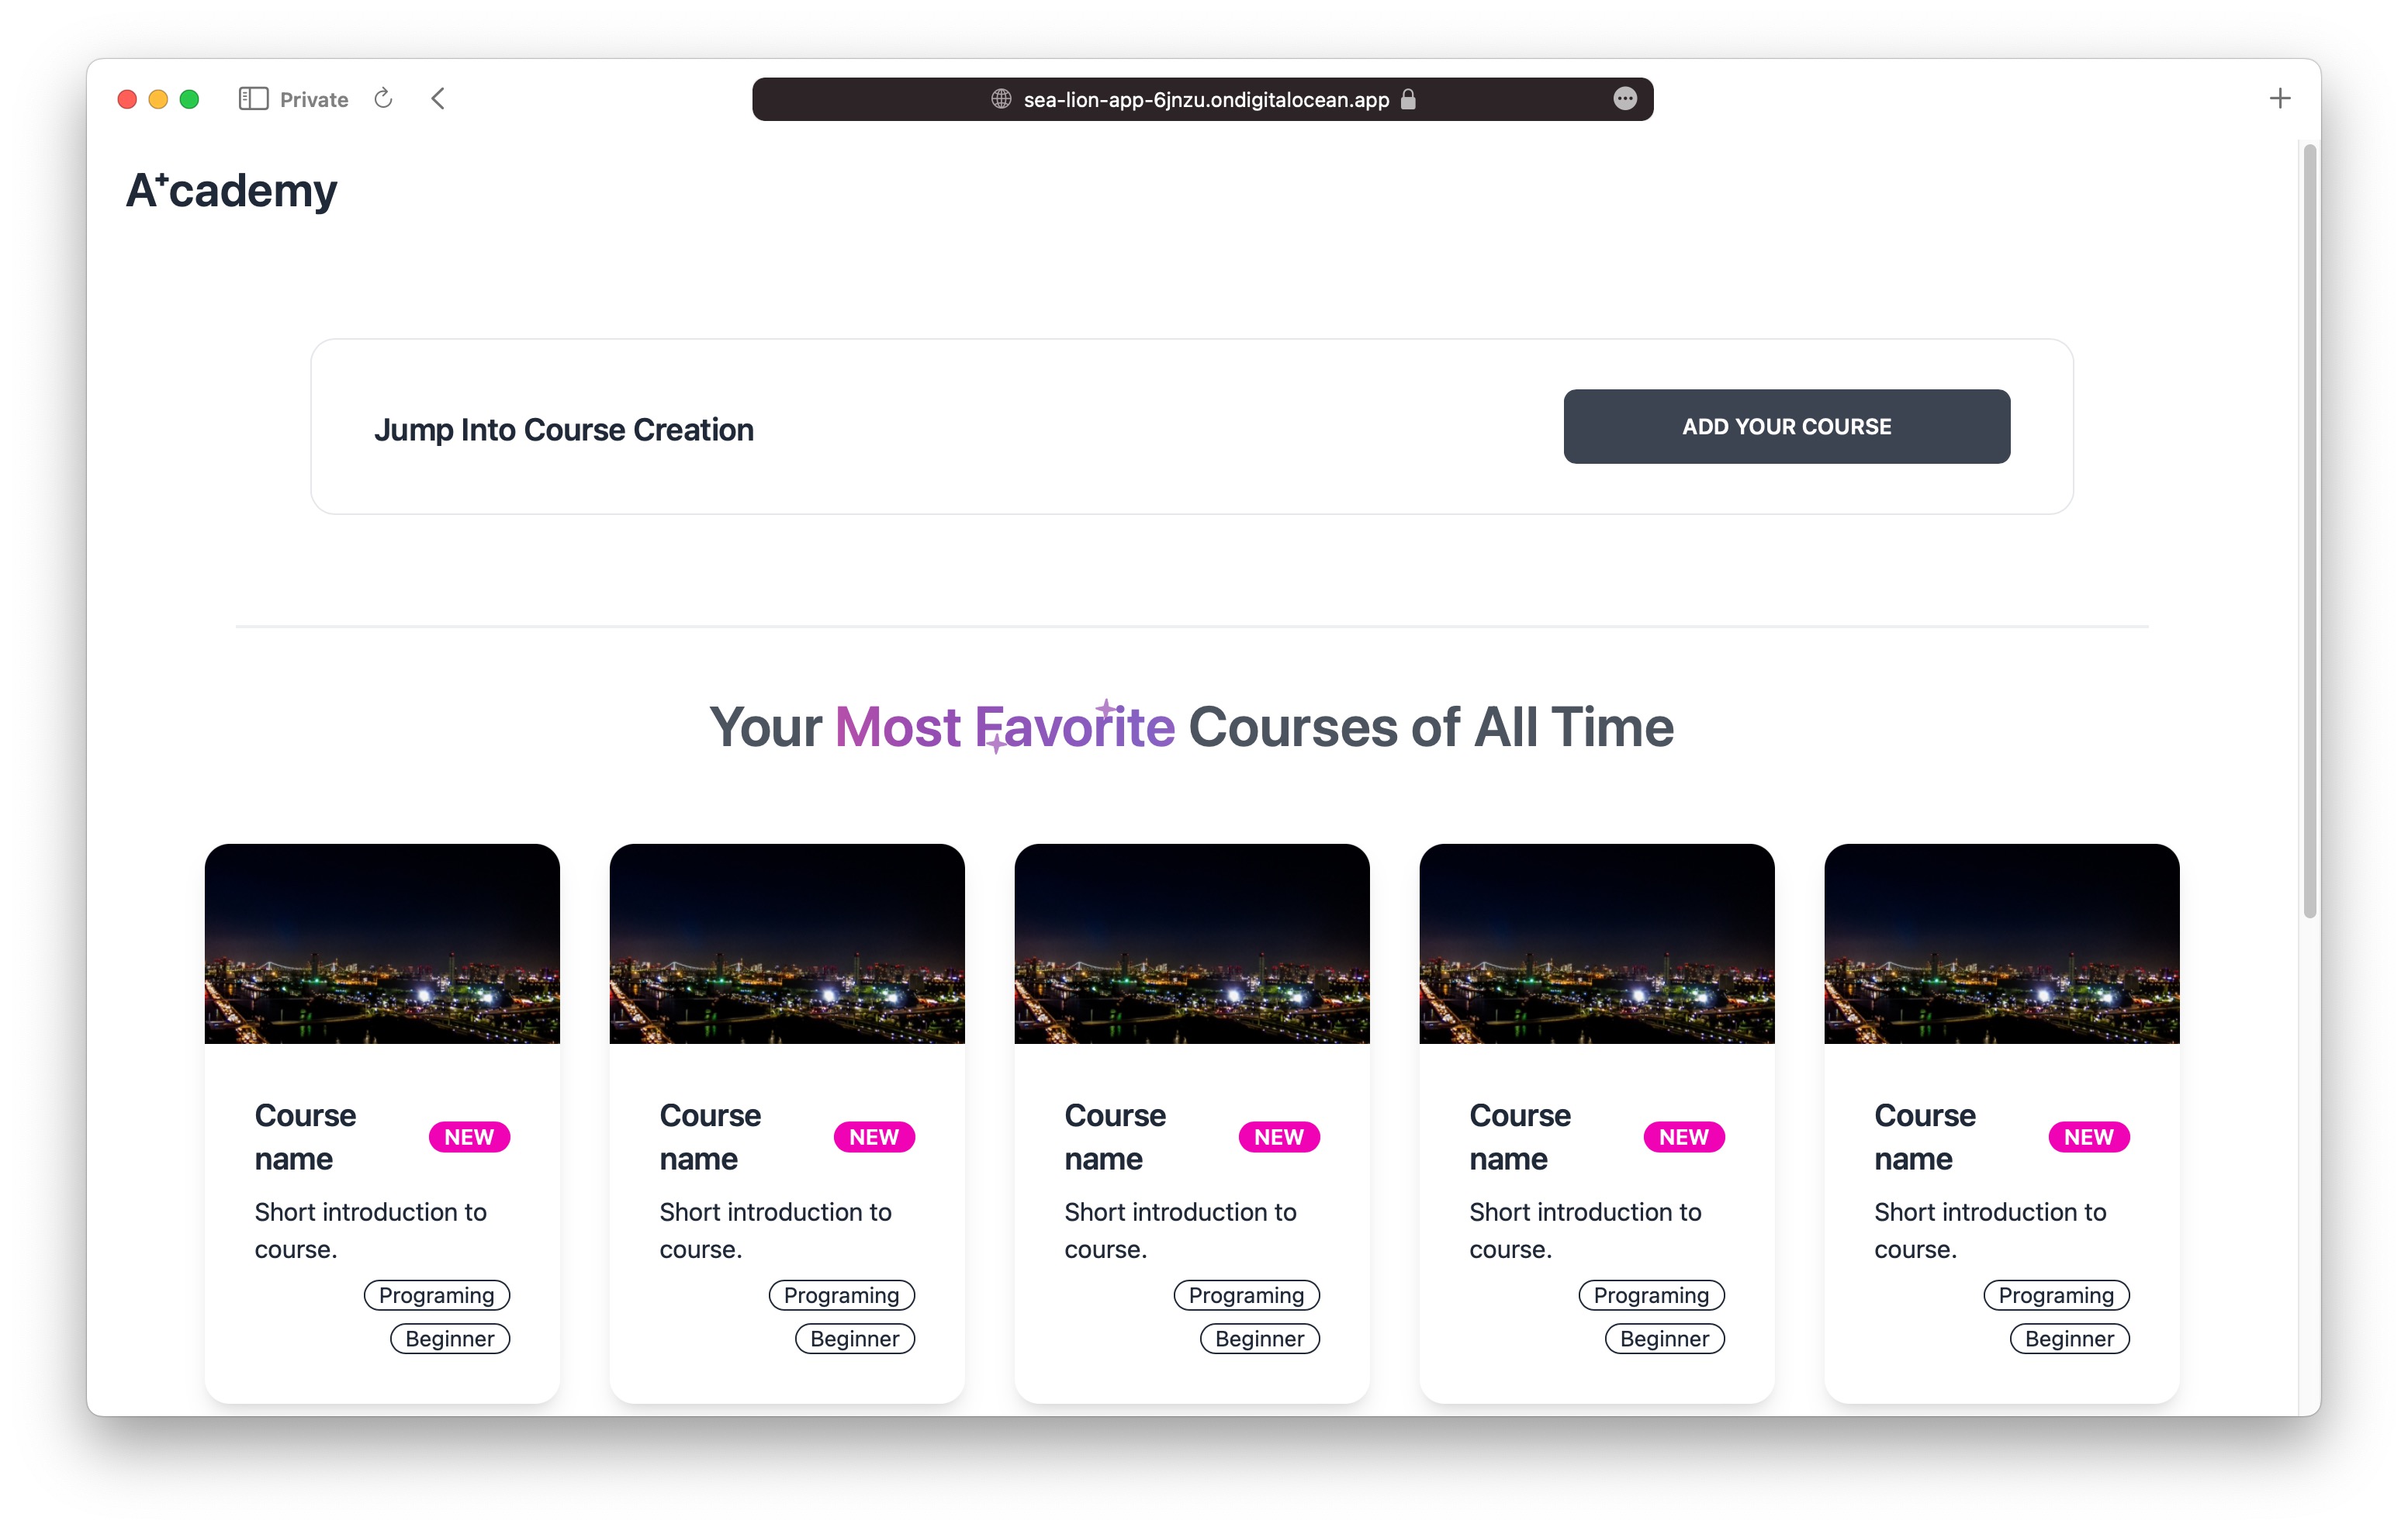 Private
sea-lion-app-6jnzu.ondigitalocean.app
A+cademy
Jump Into Course Creation
ADD YOUR COURSE
Your Most Favorite Courses of All Time
Course
name
NEW
Short introduction to
course.
Programing
Beginner
Course
name
NEW
Short introduction to
course.
Programing
Beginner
Course
name
NEW
Short introduction to
course.
Programing
Beginner
Course
name
NEW
Short introduction to
course.
Programing
Beginner
Course
name
NEW
Short introduction to
course.
Programing
Beginner